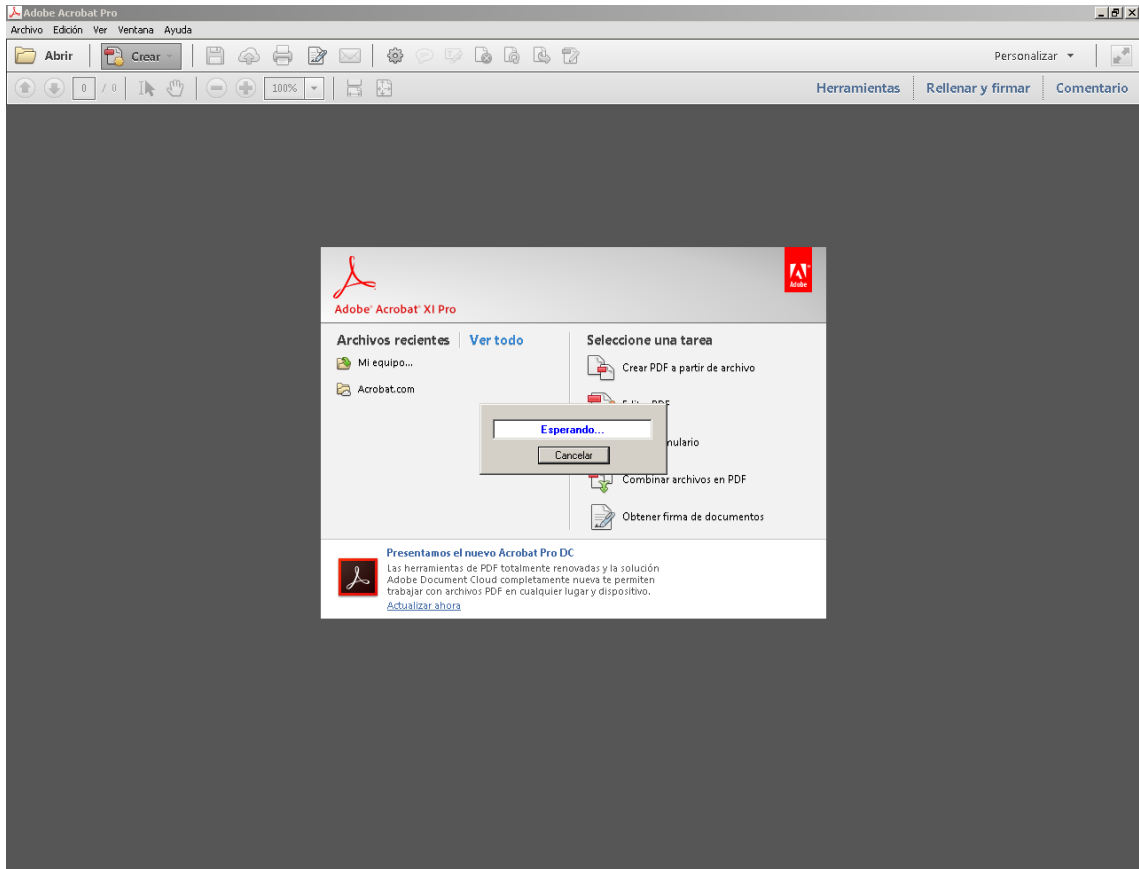 Adobe Acrobat Pro
Archivo Edición Ver Ventana Ayuda
Abrir Crear Personalizar
0 / 0 100% Herramientas Rellenar y firmar Comentario
Adobe
Adobe® Acrobat® XI Pro
Archivos recientes Ver todo
Mi equipo...
Acrobat.com
Seleccione una tarea
Crear PDF a partir de archivo
Combinar archivos en PDF
Obtener firma de documentos
Esperando...
Cancelar
Presentamos el nuevo Acrobat Pro DC
Las herramientas de PDF totalmente renovadas y la solución
Adobe Document Cloud completamente nueva te permiten
trabajar con archivos PDF en cualquier lugar y dispositivo.
Actualizar ahora